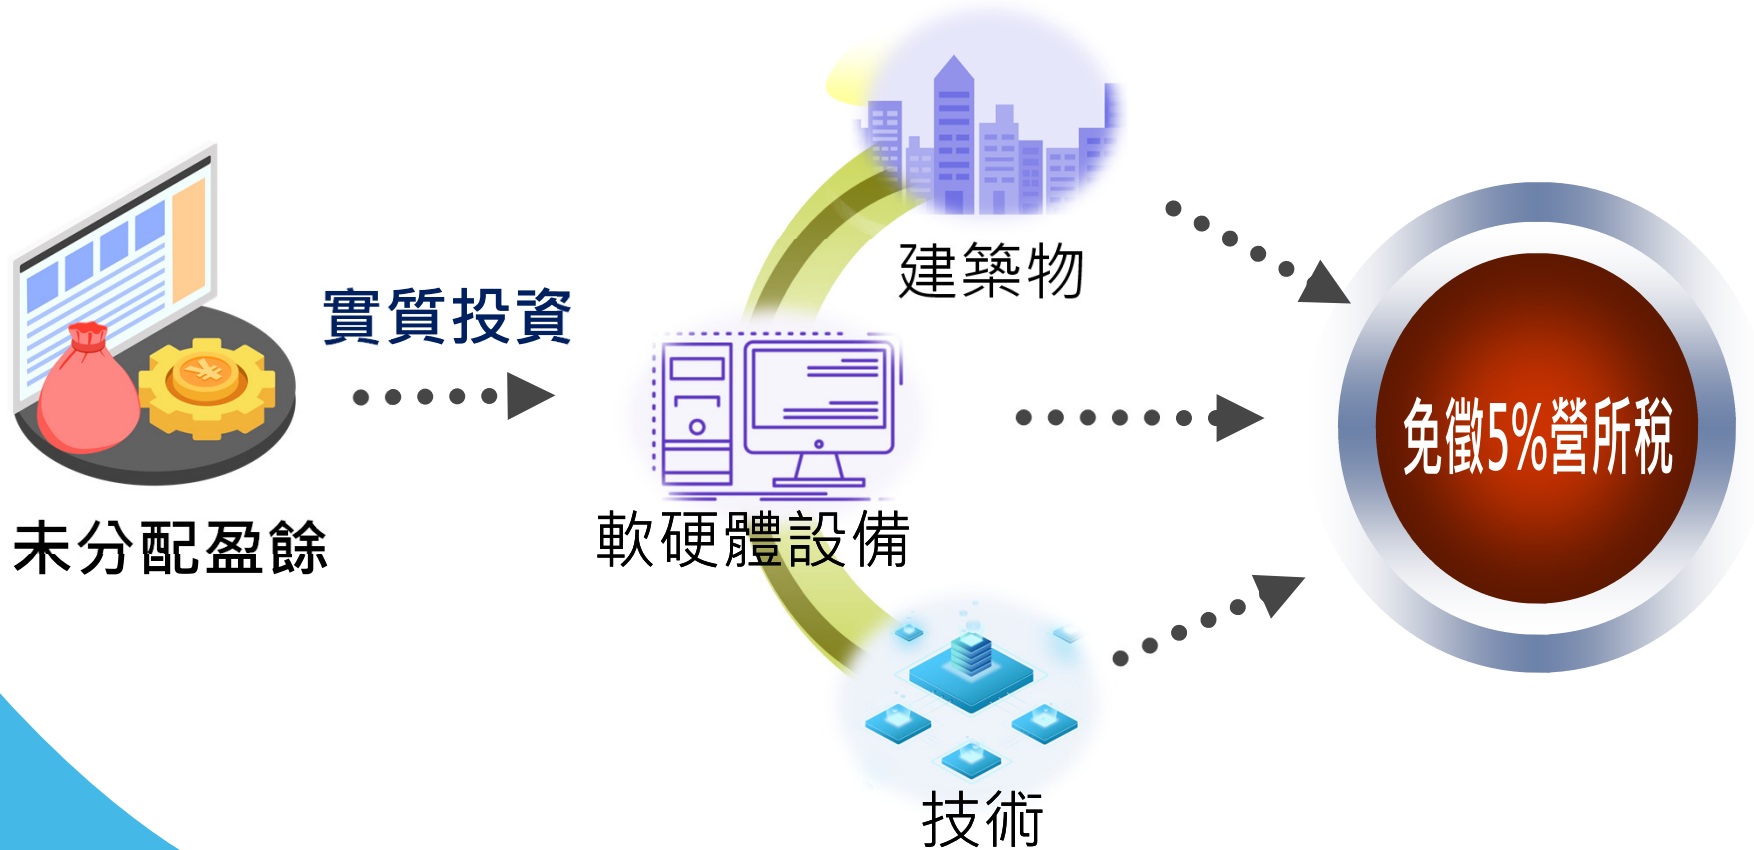 未分配盈餘
實質投資
建築物
軟硬體設備
技術
免徵5%營所稅